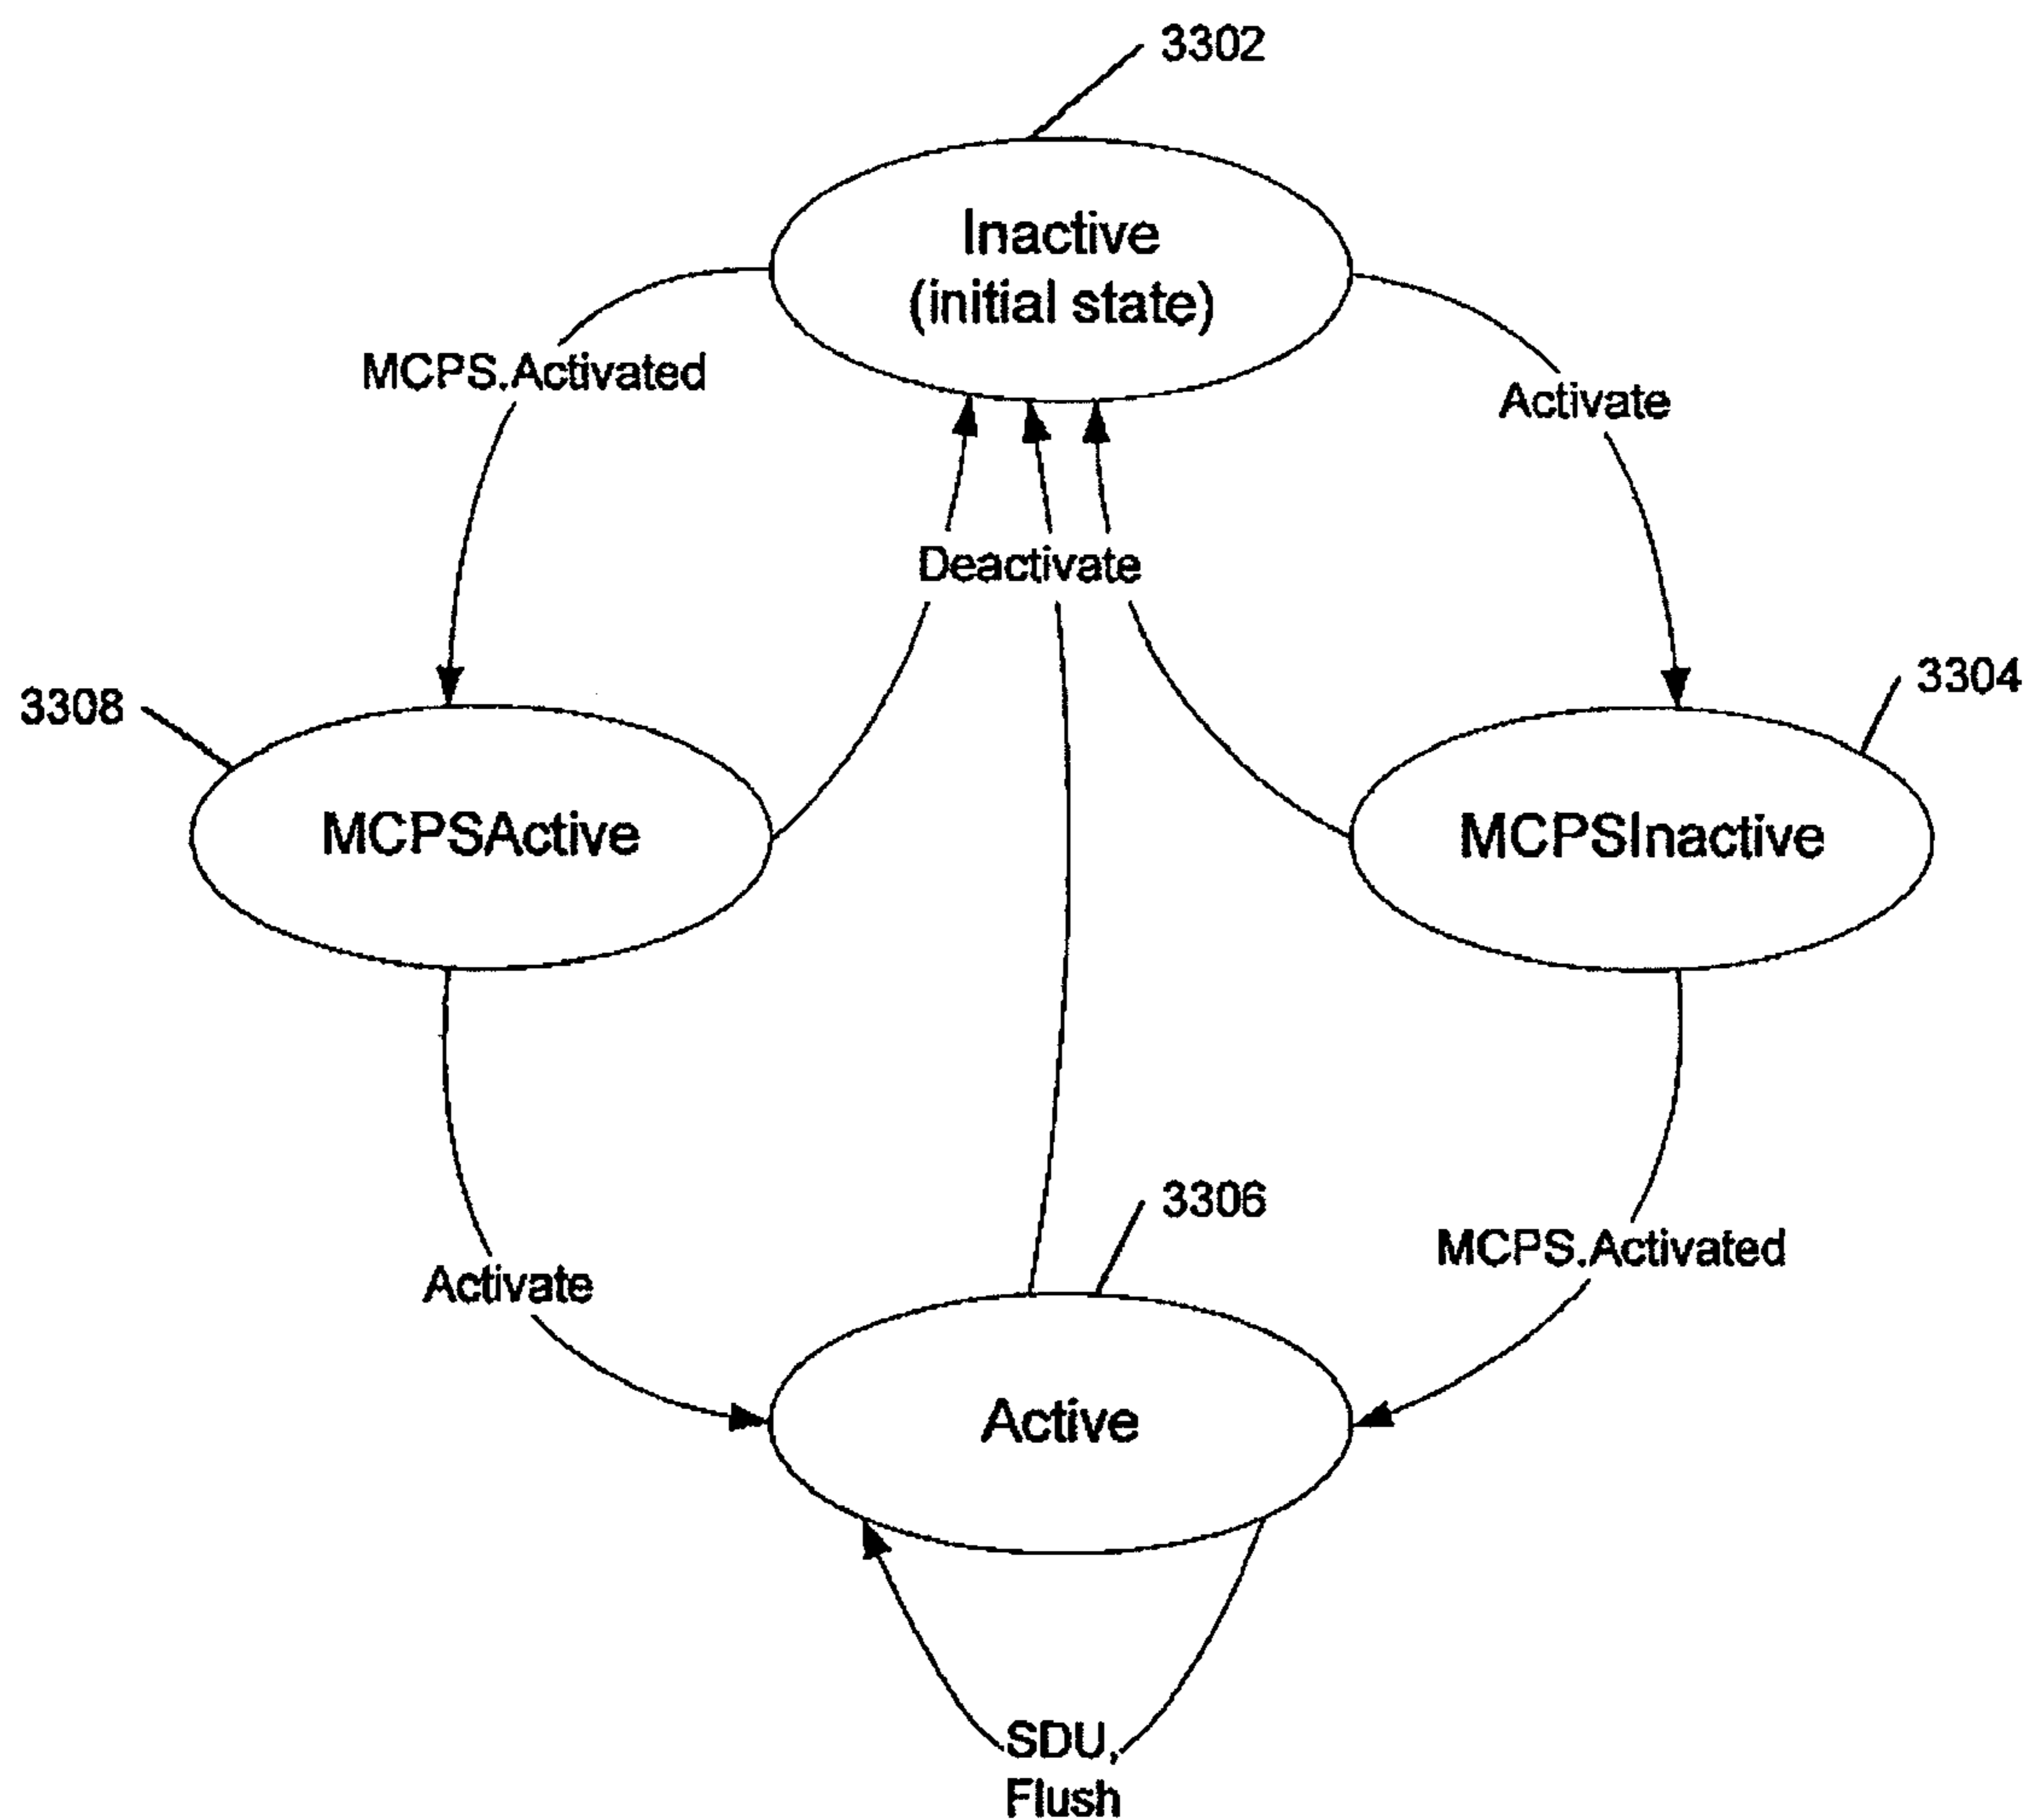 3302
Inactive
(initial state)
MCPS.Activated
Activate
Deactivate
3308
3304
MCPSActive
MCPSInactive
3306
MCPS.Activated
Activate
Active
SDU,
Flush